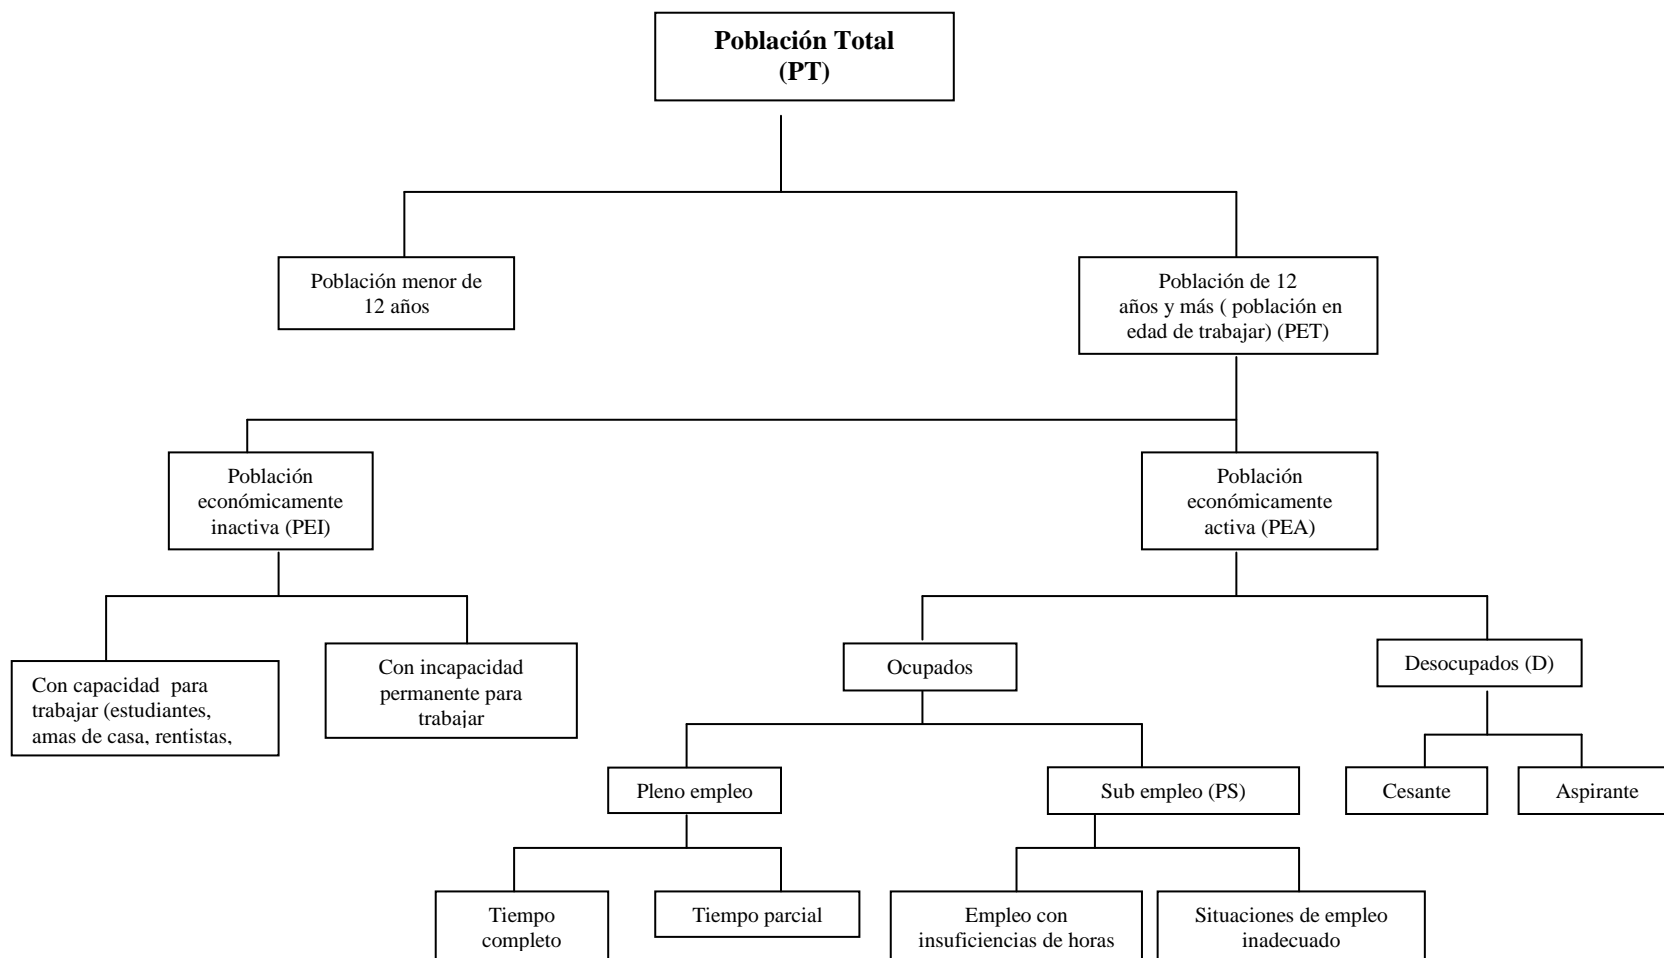 Población Total
(PT)
Población menor de
12 años
Población de 12
años y más ( población en
edad de trabajar) (PET)
Población
económicamente
inactiva (PEI)
Población
económicamente
activa (PEA)
Con capacidad para
trabajar (estudiantes,
amas de casa, rentistas,
Con incapacidad
permanente para
trabajar
Ocupados
Desocupados (D)
Pleno empleo
Sub empleo (PS)
Cesante
Aspirante
Tiempo
completo
Tiempo parcial
Empleo con
insuficiencias de horas
Situaciones de empleo
inadecuado